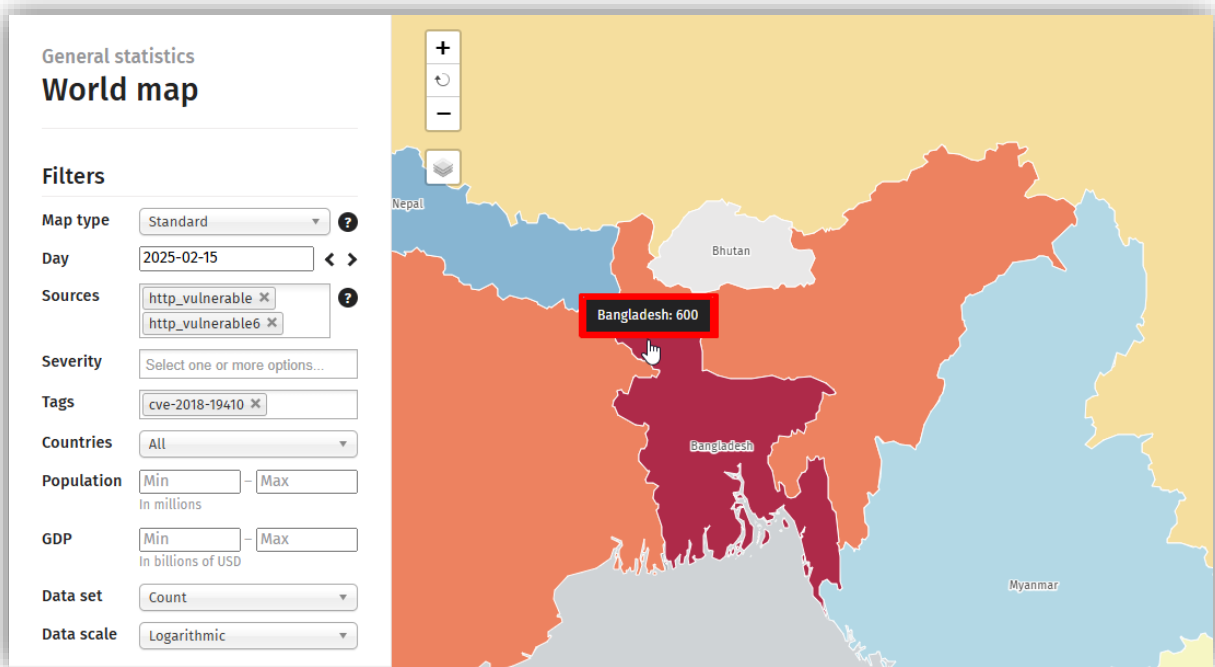 General statistics
World map
Filters
Map type Standard ?
Day 2025-02-15
Sources http_vulnerable × ?
http_vulnerable6 ×
Severity Select one or more options...
Tags cve-2018-19410 ×
Countries All
Population Min – Max
In millions
GDP Min – Max
In billions of USD
Data set Count
Data scale Logarithmic
+
−
Nepal
Bhutan
Bangladesh: 600
Bangladesh
Myanmar